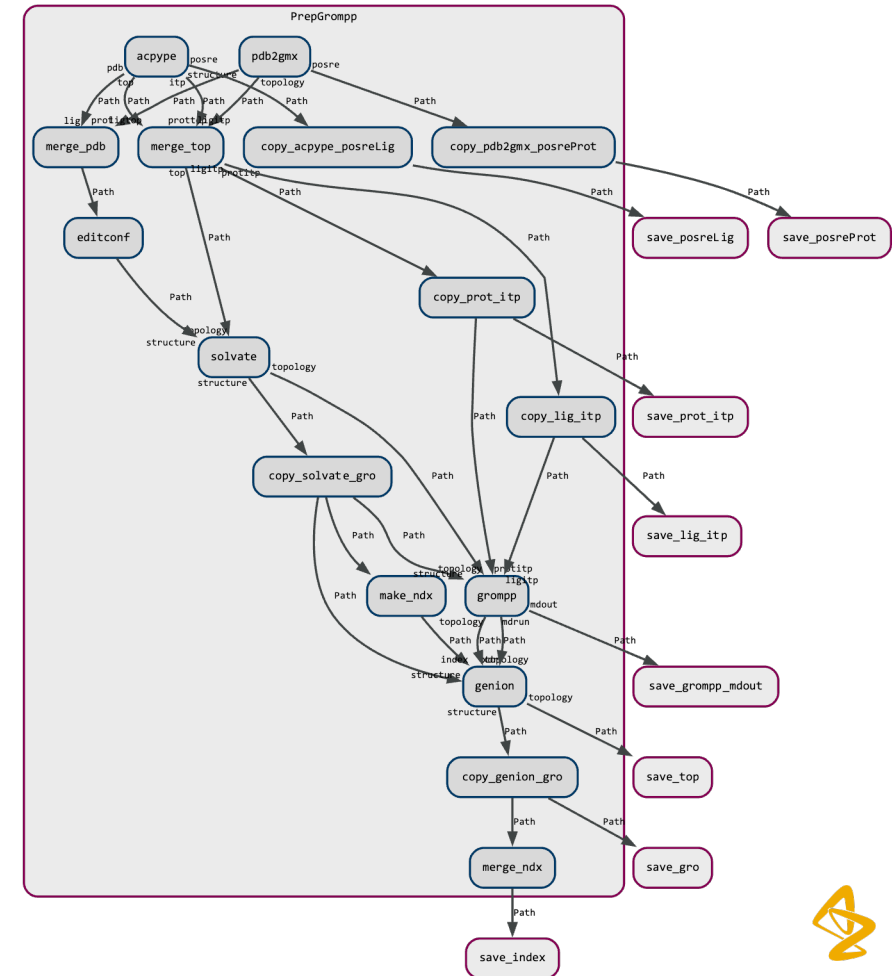 PrepGrompp
acpype
pdb2gmx
pdb
top
itp
posre
structure
topology
posre
Path
Path
Path
Path
Path
Path
Path
lig
prot
ligtop
merge_pdb
merge_top
copy_acpype_posreLig
copy_pdb2gmx_posreProt
top
ligitp
protitp
Path
Path
Path
Path
editconf
save_posreLig
save_posreProt
Path
Path
Path
copy_prot_itp
structure
topology
solvate
topology
structure
Path
Path
Path
copy_lig_itp
save_prot_itp
copy_solvate_gro
Path
Path
Path
save_lig_itp
Path
Path
structure
topology
protitp
ligitp
Path
make_ndx
grompp
mdout
topology
mdrun
Path
Path
Path
Path
structure
index
topology
genion
save_grompp_mdout
topology
structure
Path
Path
copy_genion_gro
save_top
Path
Path
merge_ndx
save_gro
Path
save_index